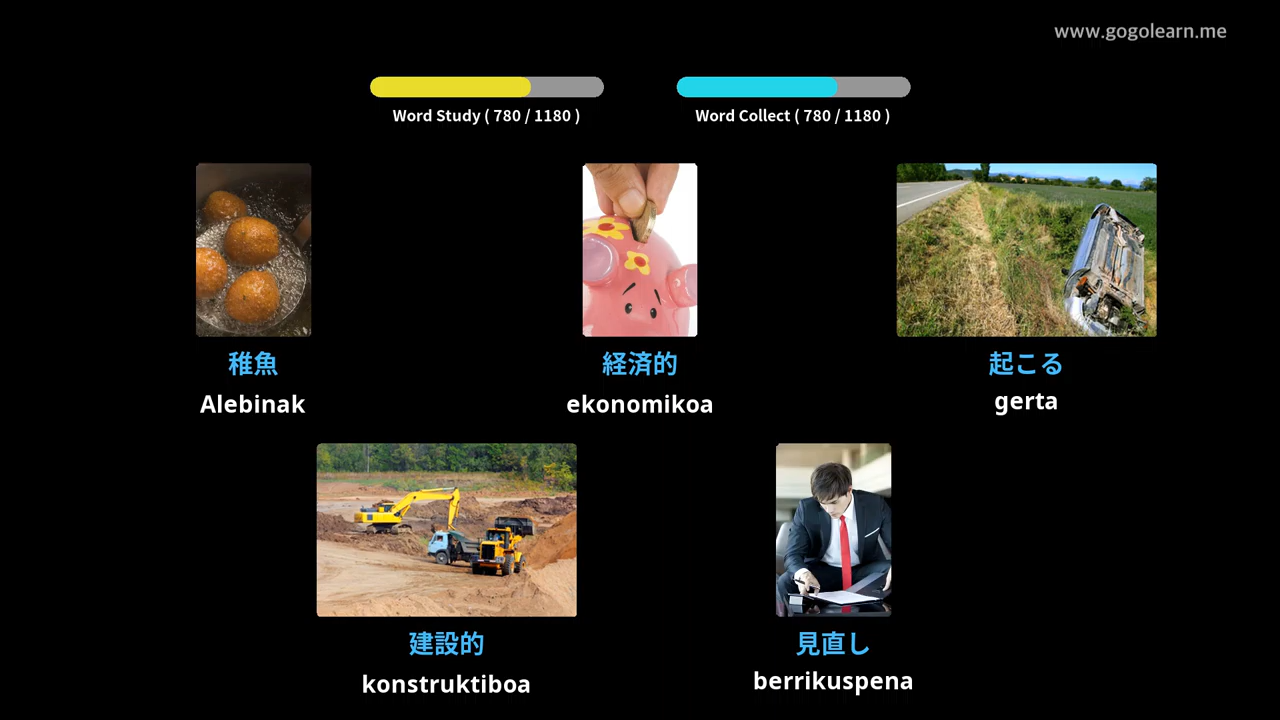 www.gogolearn.me
Word Study ( 780 / 1180 )
Word Collect ( 780 / 1180 )
稚魚
Alebinak
経済的
ekonomikoa
起こる
gerta
建設的
konstruktiboa
見直し
berrikuspena